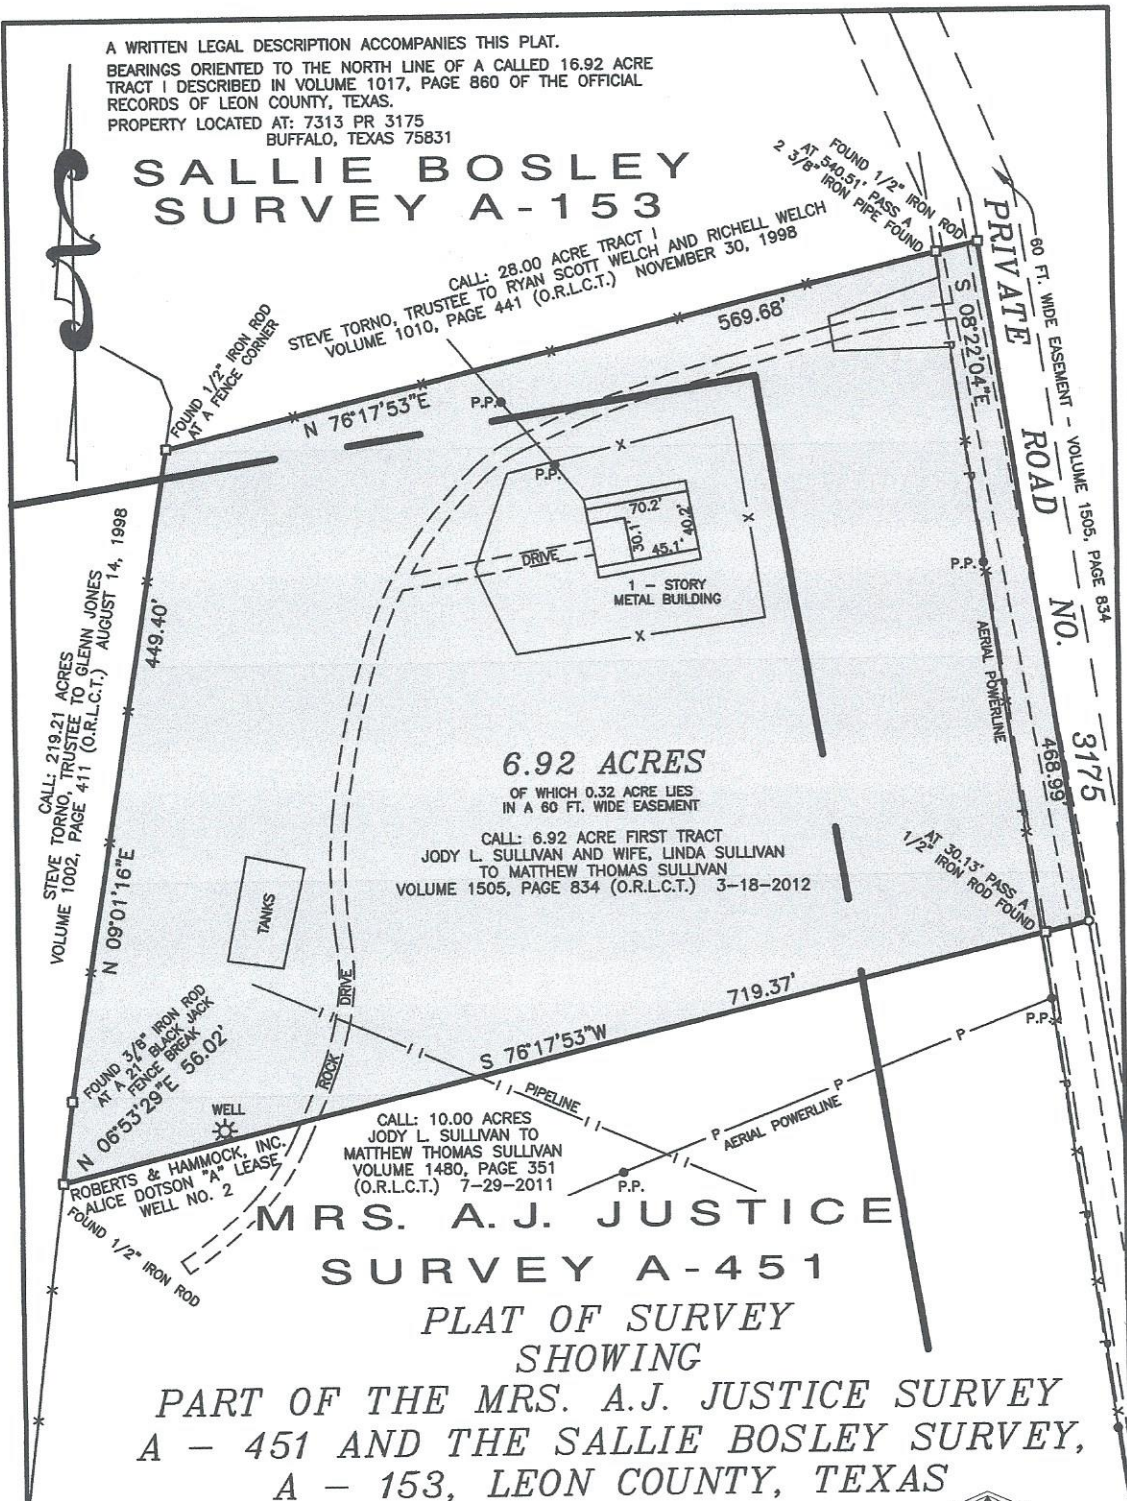 A WRITTEN LEGAL DESCRIPTION ACCOMPANIES THIS PLAT.
BEARINGS ORIENTED TO THE NORTH LINE OF A CALLED 16.92 ACRE
TRACT I DESCRIBED IN VOLUME 1017, PAGE 860 OF THE OFFICIAL
RECORDS OF LEON COUNTY, TEXAS.
PROPERTY LOCATED AT: 7313 PR 3175
BUFFALO, TEXAS 75831
SALLIE BOSLEY
SURVEY A-153
FOUND 1/2" IRON ROD
AT 540.51' PASS A
2 3/8" IRON PIPE FOUND
CALL: 28.00 ACRE TRACT I
STEVE TORNO, TRUSTEE TO RYAN SCOTT WELCH AND RICHELL WELCH
VOLUME 1010, PAGE 441 (O.R.L.C.T.) NOVEMBER 30, 1998
PRIVATE ROAD NO. 3175
60 FT. WIDE EASEMENT - VOLUME 1505, PAGE 834
FOUND 1/2" IRON ROD
AT A FENCE CORNER
N 76°17'53"E
569.68'
S 08°22'04"E
468.99'
P.P.
P.P.
70.2'
30.1'
45.1'
40.2'
DRIVE
1 - STORY
METAL BUILDING
P.P.
AERIAL POWERLINE
CALL: 219.21 ACRES
STEVE TORNO, TRUSTEE TO GLENN JONES
VOLUME 1002, PAGE 411 (O.R.L.C.T.) AUGUST 14, 1998
449.40'
N 09°01'16"E
6.92 ACRES
OF WHICH 0.32 ACRE LIES
IN A 60 FT. WIDE EASEMENT
CALL: 6.92 ACRE FIRST TRACT
JODY L. SULLIVAN AND WIFE, LINDA SULLIVAN
TO MATTHEW THOMAS SULLIVAN
VOLUME 1505, PAGE 834 (O.R.L.C.T.) 3-18-2012
AT 30.13' PASS A
1/2" IRON ROD FOUND
TANKS
ROCK DRIVE
FOUND 3/8" IRON ROD
AT A 21" BLACK JACK
FENCE BREAK
N 06°53'29"E 56.02'
S 76°17'53"W
719.37'
P.P.
WELL
PIPELINE
AERIAL POWERLINE
P.P.
ROBERTS & HAMMOCK, INC.
ALICE DOTSON "A" LEASE
WELL NO. 2
FOUND 1/2" IRON ROD
CALL: 10.00 ACRES
JODY L. SULLIVAN TO
MATTHEW THOMAS SULLIVAN
VOLUME 1480, PAGE 351
(O.R.L.C.T.) 7-29-2011
MRS. A.J. JUSTICE
SURVEY A-451
PLAT OF SURVEY
SHOWING
PART OF THE MRS. A.J. JUSTICE SURVEY
A - 451 AND THE SALLIE BOSLEY SURVEY,
A - 153, LEON COUNTY, TEXAS